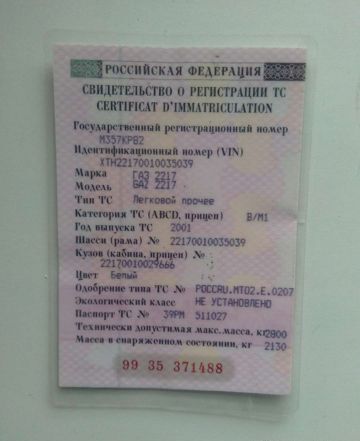 РОССИЙСКАЯ ФЕДЕРАЦИЯ
СВИДЕТЕЛЬСТВО О РЕГИСТРАЦИИ ТС
CERTIFICAT D'IMMATRICULATION
Государственный регистрационный номер
М357КР82
Идентификационный номер (VIN)
XTH22170010035039
Марка ГАЗ 2217
Модель GAZ 2217
Тип ТС Легковой прочее
Категория ТС (ABCD, прицеп) B/M1
Год выпуска ТС 2001
Шасси (рама) № 22170010035039
Кузов (кабина, прицеп) №
22170010029666
Цвет Белый
Одобрение типа ТС № РОССRU.МТ02.Е.0207
Экологический класс НЕ УСТАНОВЛЕНО
Паспорт ТС № 39РМ 511027
Технически допустимая макс. масса, кг 2800
Масса в снаряженном состоянии, кг 2130
99 35 371488